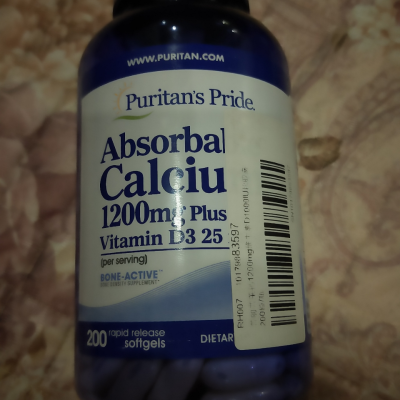 WWW.PURITAN.COM
Puritan's Pride.
Absorbal
Calciu
1200mg Plus
Vitamin D3 25
(per serving)
BONE-ACTIVE™
200 rapid release
softgels
DIETAR